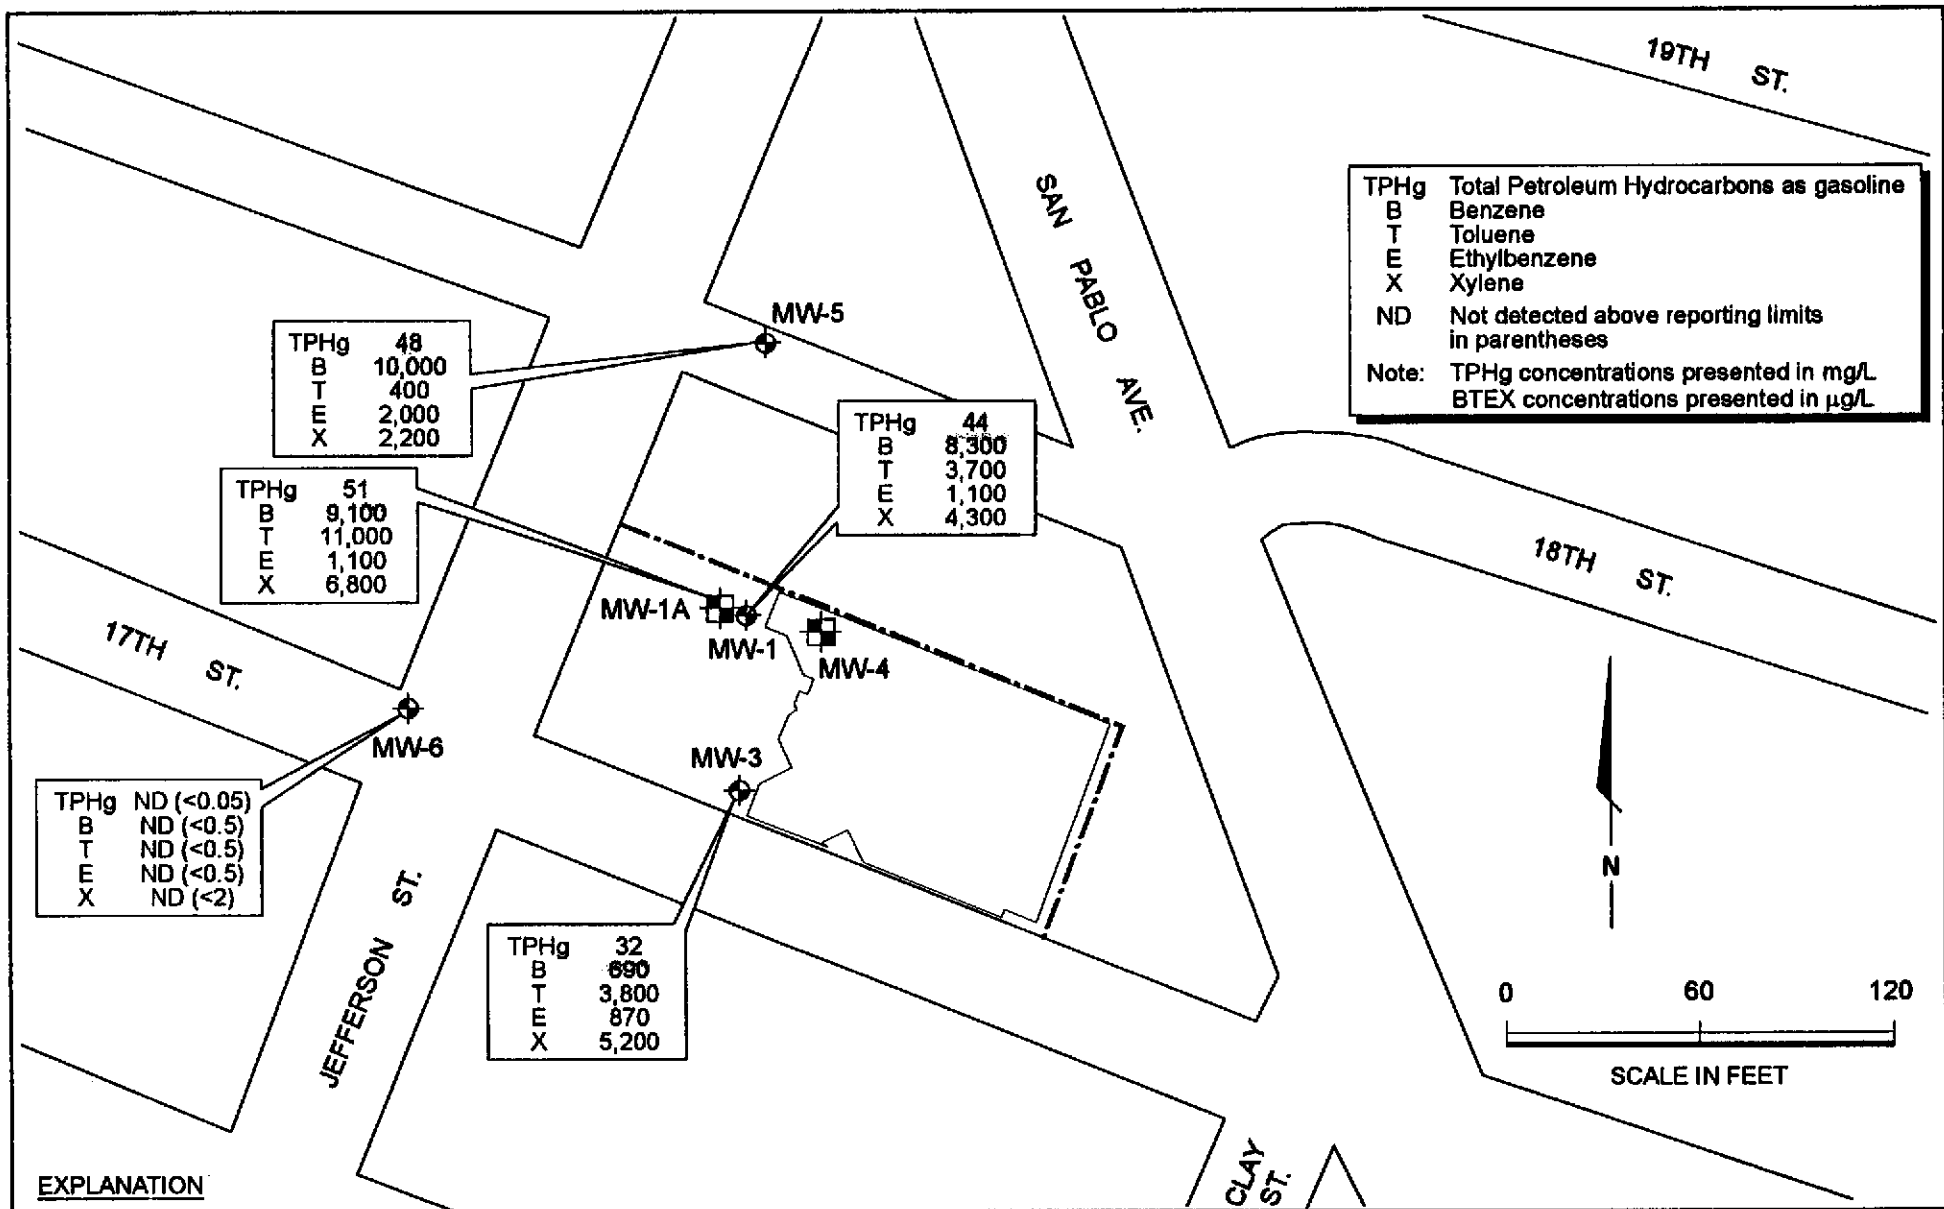 19TH ST.
TPHg Total Petroleum Hydrocarbons as gasoline
B Benzene
T Toluene
E Ethylbenzene
X Xylene
ND Not detected above reporting limits
in parentheses
Note: TPHg concentrations presented in mg/L
BTEX concentrations presented in µg/L
SAN PABLO AVE.
MW-5
TPHg 48
B 10,000
T 400
E 2,000
X 2,200
TPHg 44
B 8,300
T 3,700
E 1,100
X 4,300
TPHg 51
B 9,100
T 11,000
E 1,100
X 6,800
18TH ST.
MW-1A
MW-1
MW-4
17TH ST.
MW-6
MW-3
TPHg ND (<0.05)
B ND (<0.5)
T ND (<0.5)
E ND (<0.5)
X ND (<2)
N
JEFFERSON ST.
TPHg 32
B 690
T 3,800
E 870
X 5,200
0 60 120
SCALE IN FEET
CLAY
ST.
EXPLANATION